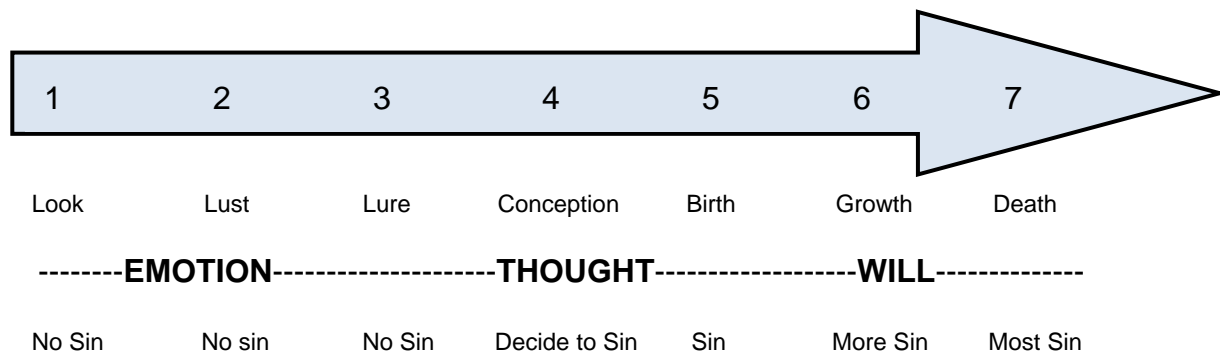 1 2 3 4 5 6 7
Look Lust Lure Conception Birth Growth Death
--------EMOTION--------------------THOUGHT------------------WILL-------------
No Sin No sin No Sin Decide to Sin Sin More Sin Most Sin